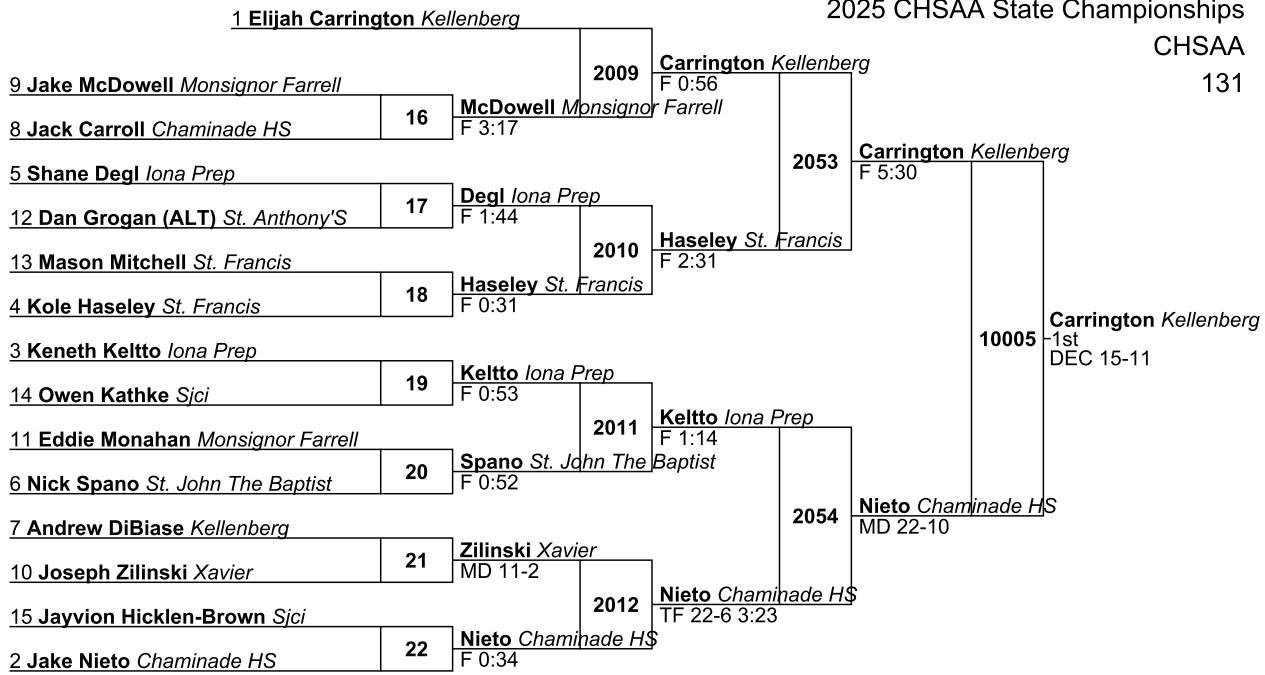 2025 CHSAA State Championships
CHSAA
131
1 Elijah Carrington Kellenberg
9 Jake McDowell Monsignor Farrell
8 Jack Carroll Chaminade HS
5 Shane Degl Iona Prep
12 Dan Grogan (ALT) St. Anthony'S
13 Mason Mitchell St. Francis
4 Kole Haseley St. Francis
3 Keneth Keltto Iona Prep
14 Owen Kathke Sjci
11 Eddie Monahan Monsignor Farrell
6 Nick Spano St. John The Baptist
7 Andrew DiBiase Kellenberg
10 Joseph Zilinski Xavier
15 Jayvion Hicklen-Brown Sjci
2 Jake Nieto Chaminade HS
16
17
18
19
20
21
22
McDowell Monsignor Farrell
F 3:17
Degl Iona Prep
F 1:44
Haseley St. Francis
F 0:31
Keltto Iona Prep
F 0:53
Spano St. John The Baptist
F 0:52
Zilinski Xavier
MD 11-2
Nieto Chaminade HS
F 0:34
2009
2010
2011
2012
Carrington Kellenberg
F 0:56
Haseley St. Francis
F 2:31
Keltto Iona Prep
F 1:14
Nieto Chaminade HS
TF 22-6 3:23
2053
2054
Carrington Kellenberg
F 5:30
Nieto Chaminade HS
MD 22-10
10005
Carrington Kellenberg
1st
DEC 15-11